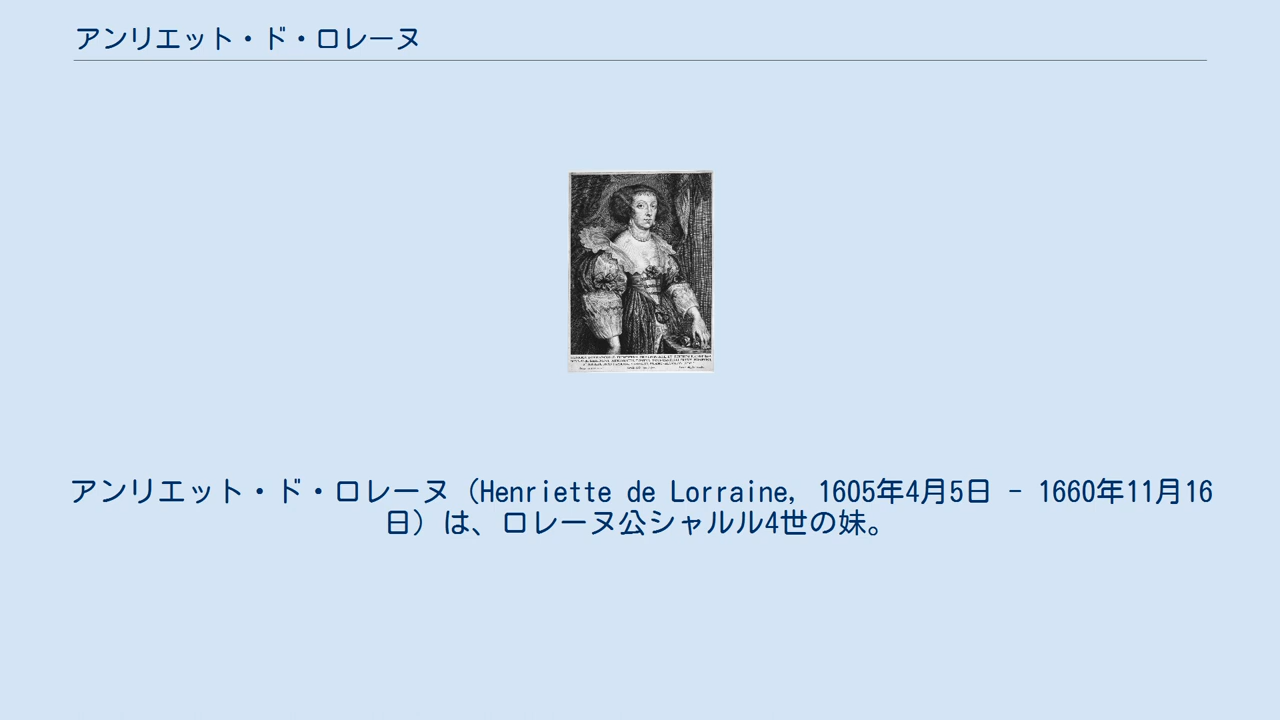 アンリエット・ド・ロレーヌ
アンリエット・ド・ロレーヌ（Henriette de Lorraine, 1605年4月5日 - 1660年11月16
日）は、ロレーヌ公シャルル4世の妹。